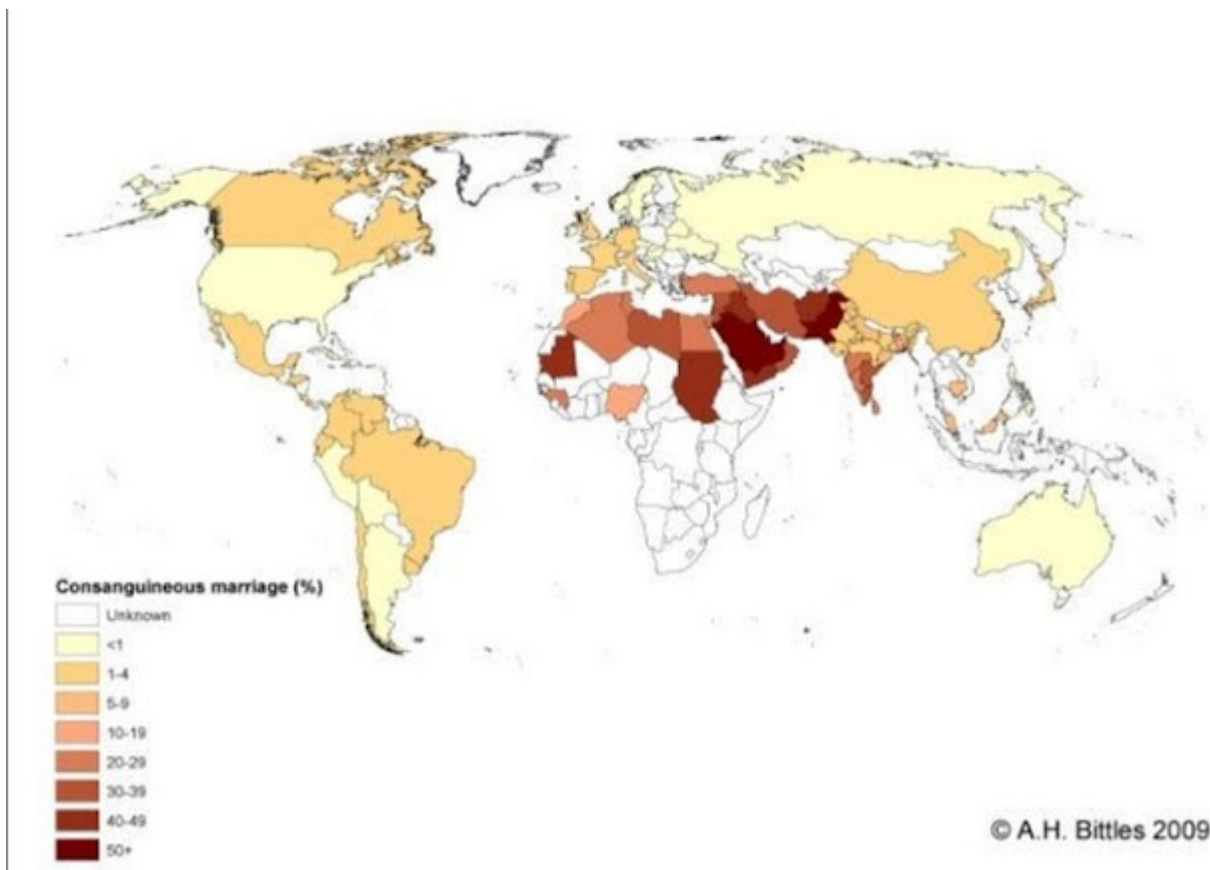 Consanguineous marriage (%)
Unknown
<1
1-4
5-9
10-19
20-29
30-39
40-49
50+
© A.H. Bittles 2009